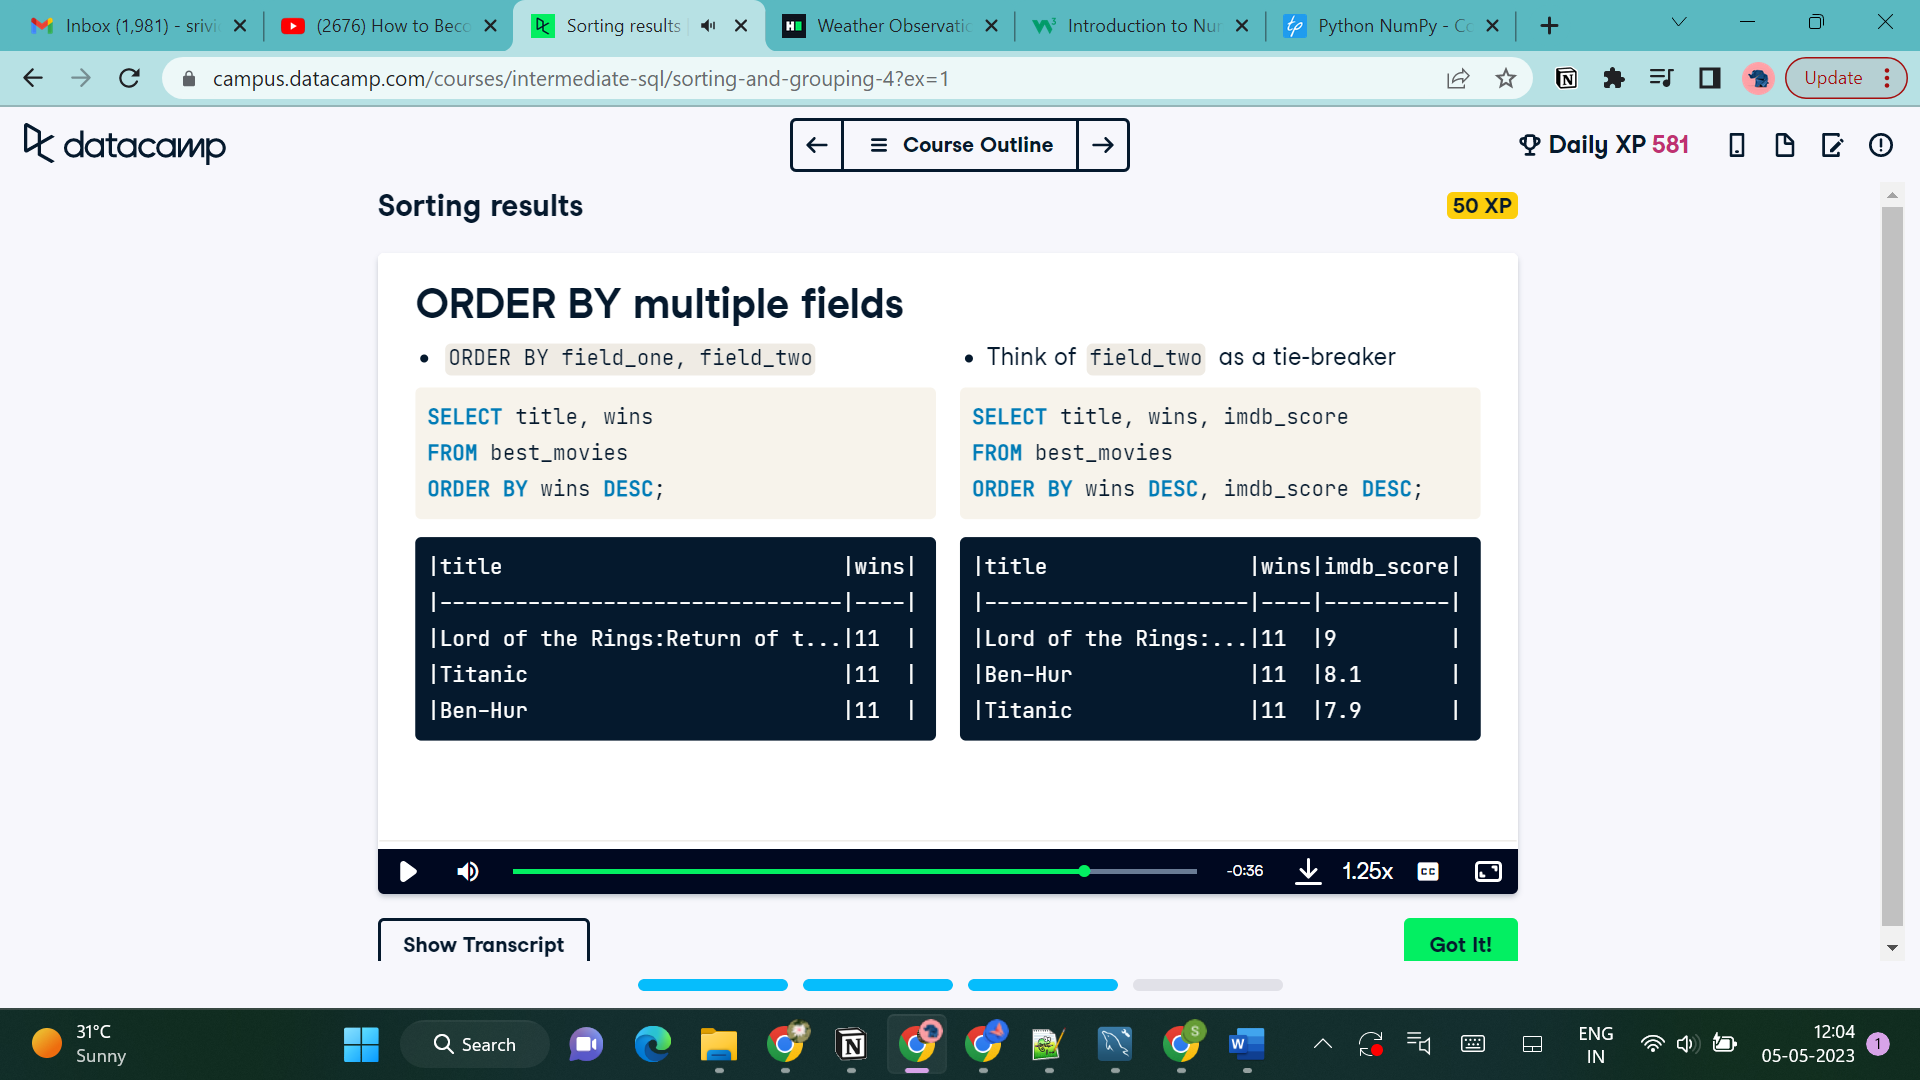 Inbox (1,981) - srivi
(2676) How to Beco
Sorting results
Weather Observatio
Introduction to Nur
Python NumPy - Co
campus.datacamp.com/courses/intermediate-sql/sorting-and-grouping-4?ex=1
Update
datacamp
Course Outline
Daily XP 581
Sorting results
50 XP
ORDER BY multiple fields
• ORDER BY field_one, field_two
SELECT title, wins
FROM best_movies
ORDER BY wins DESC;
|title                           |wins|
|--------------------------------|----|
|Lord of the Rings:Return of t...|11  |
|Titanic                         |11  |
|Ben-Hur                         |11  |
• Think of field_two as a tie-breaker
SELECT title, wins, imdb_score
FROM best_movies
ORDER BY wins DESC, imdb_score DESC;
|title                |wins|imdb_score|
|---------------------|----|----------|
|Lord of the Rings:...|11  |9         |
|Ben-Hur              |11  |8.1       |
|Titanic              |11  |7.9       |
-0:36
1.25x
CC
Show Transcript
Got It!
31°C
Sunny
Search
ENG
IN
12:04
05-05-2023
1